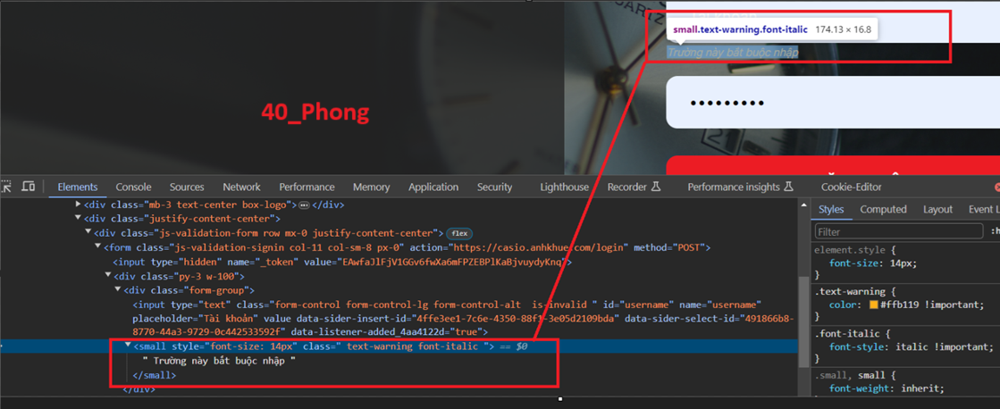 Tài khoản
small.text-warning.font-italic 174.13 × 16.8
Trường này bắt buộc nhập
•••••••••
40_Phong
Elements Console Sources Network Performance Memory Application Security Lighthouse Recorder Performance insights Cookie-Editor
<div class="mb-3 text-center box-logo">…</div>
<div class="justify-content-center">
<div class="js-validation-form row mx-0 justify-content-center"> flex
<form class="js-validation-signin col-11 col-sm-8 px-0" action="https://casio.anhkhue.com/login" method="POST">
<input type="hidden" name="_token" value="EAwfaJlFjV1GGv6fwXa6mFPZEBPlKaBjvuydyKnq">
<div class="py-3 w-100">
<div class="form-group">
<input type="text" class="form-control form-control-lg form-control-alt is-invalid " id="username" name="username"
placeholder="Tài khoản" value data-sider-insert-id="4ffe3ee1-7c6e-4350-88f1-3e05d2109bda" data-sider-select-id="491866b8-
8770-44a3-9729-0c442533592f" data-listener-added_4aa4122d="true">
<small style="font-size: 14px" class=" text-warning font-italic "> == $0
" Trường này bắt buộc nhập "
</small>
</div>
Styles Computed Layout Event L
Filter :h
element.style {
font-size: 14px;
}
.text-warning {
color: #ffb119 !important;
}
.font-italic {
font-style: italic !important;
}
.small, small {
font-weight: inherit;